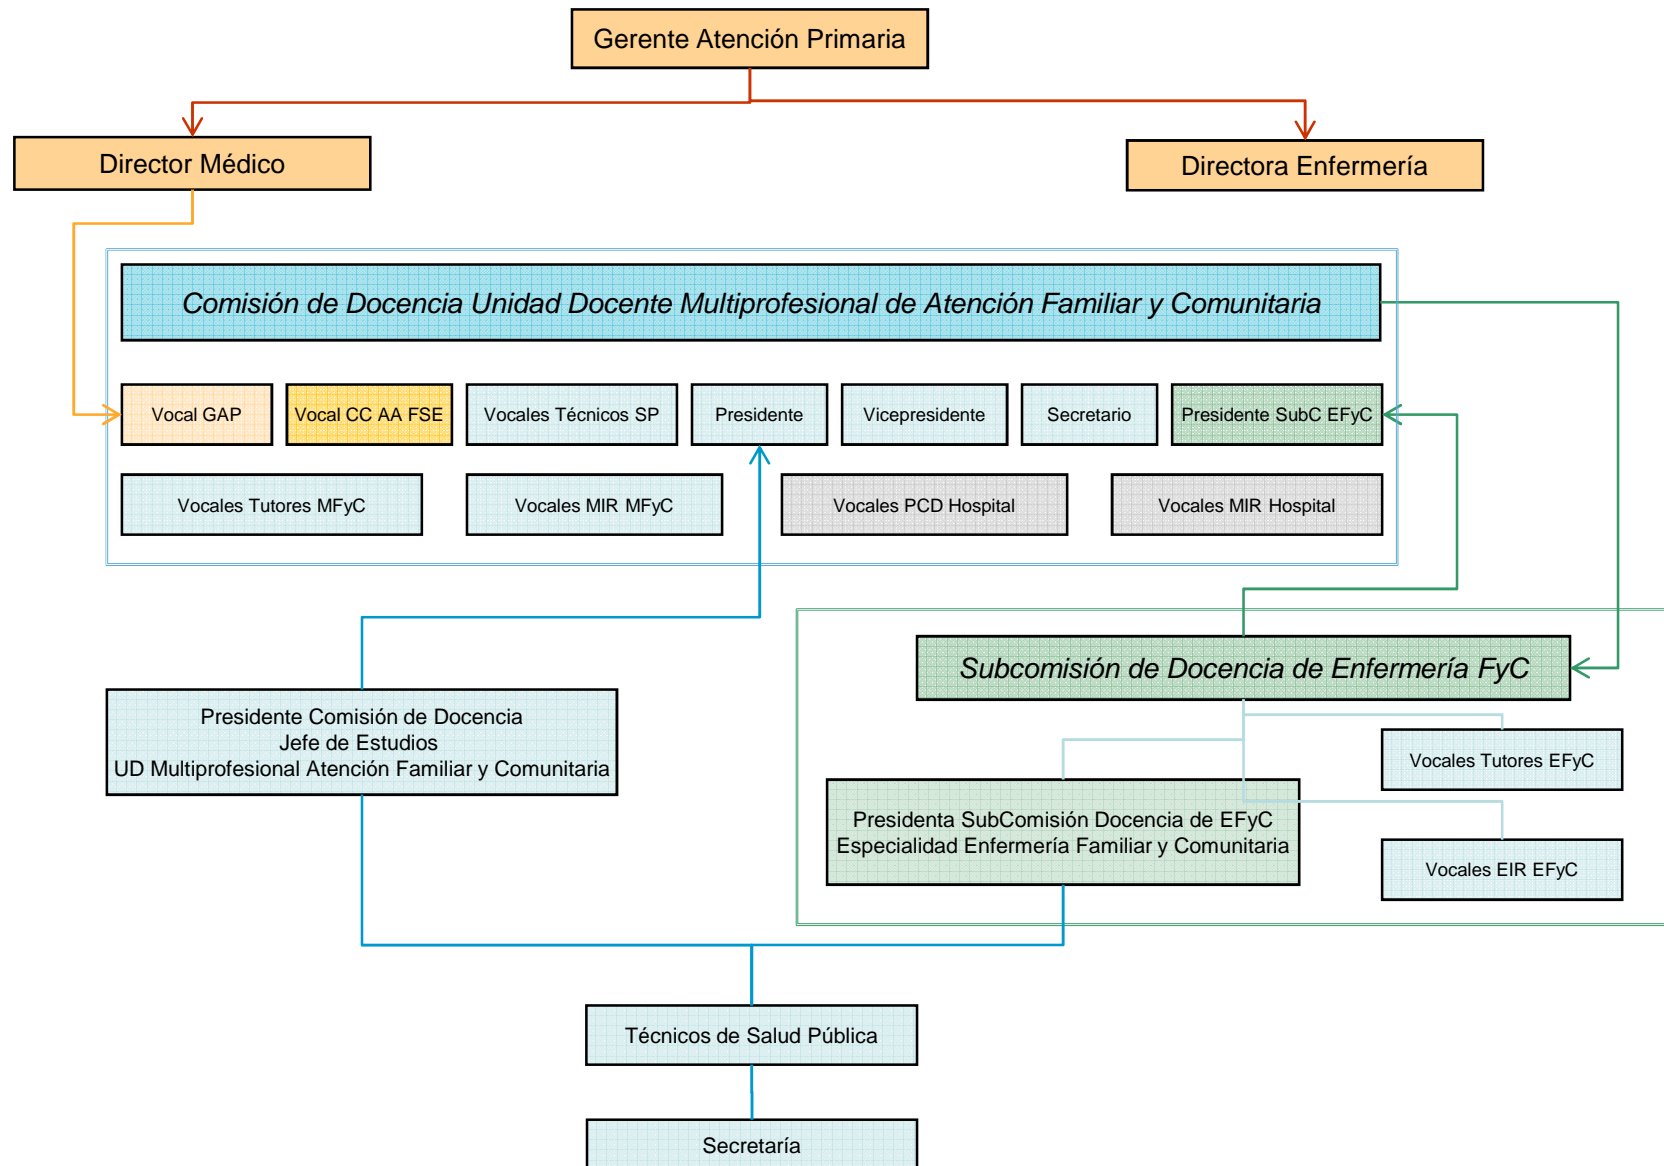 Gerente Atención Primaria
Director Médico
Directora Enfermería
Comisión de Docencia Unidad Docente Multiprofesional de Atención Familiar y Comunitaria
Vocal GAP
Vocal CC AA FSE
Vocales Técnicos SP
Presidente
Vicepresidente
Secretario
Presidente SubC EFyC
Vocales Tutores MFyC
Vocales MIR MFyC
Vocales PCD Hospital
Vocales MIR Hospital
Subcomisión de Docencia de Enfermería FyC
Presidente Comisión de Docencia
Jefe de Estudios
UD Multiprofesional Atención Familiar y Comunitaria
Vocales Tutores EFyC
Presidenta SubComisión Docencia de EFyC
Especialidad Enfermería Familiar y Comunitaria
Vocales EIR EFyC
Técnicos de Salud Pública
Secretaría